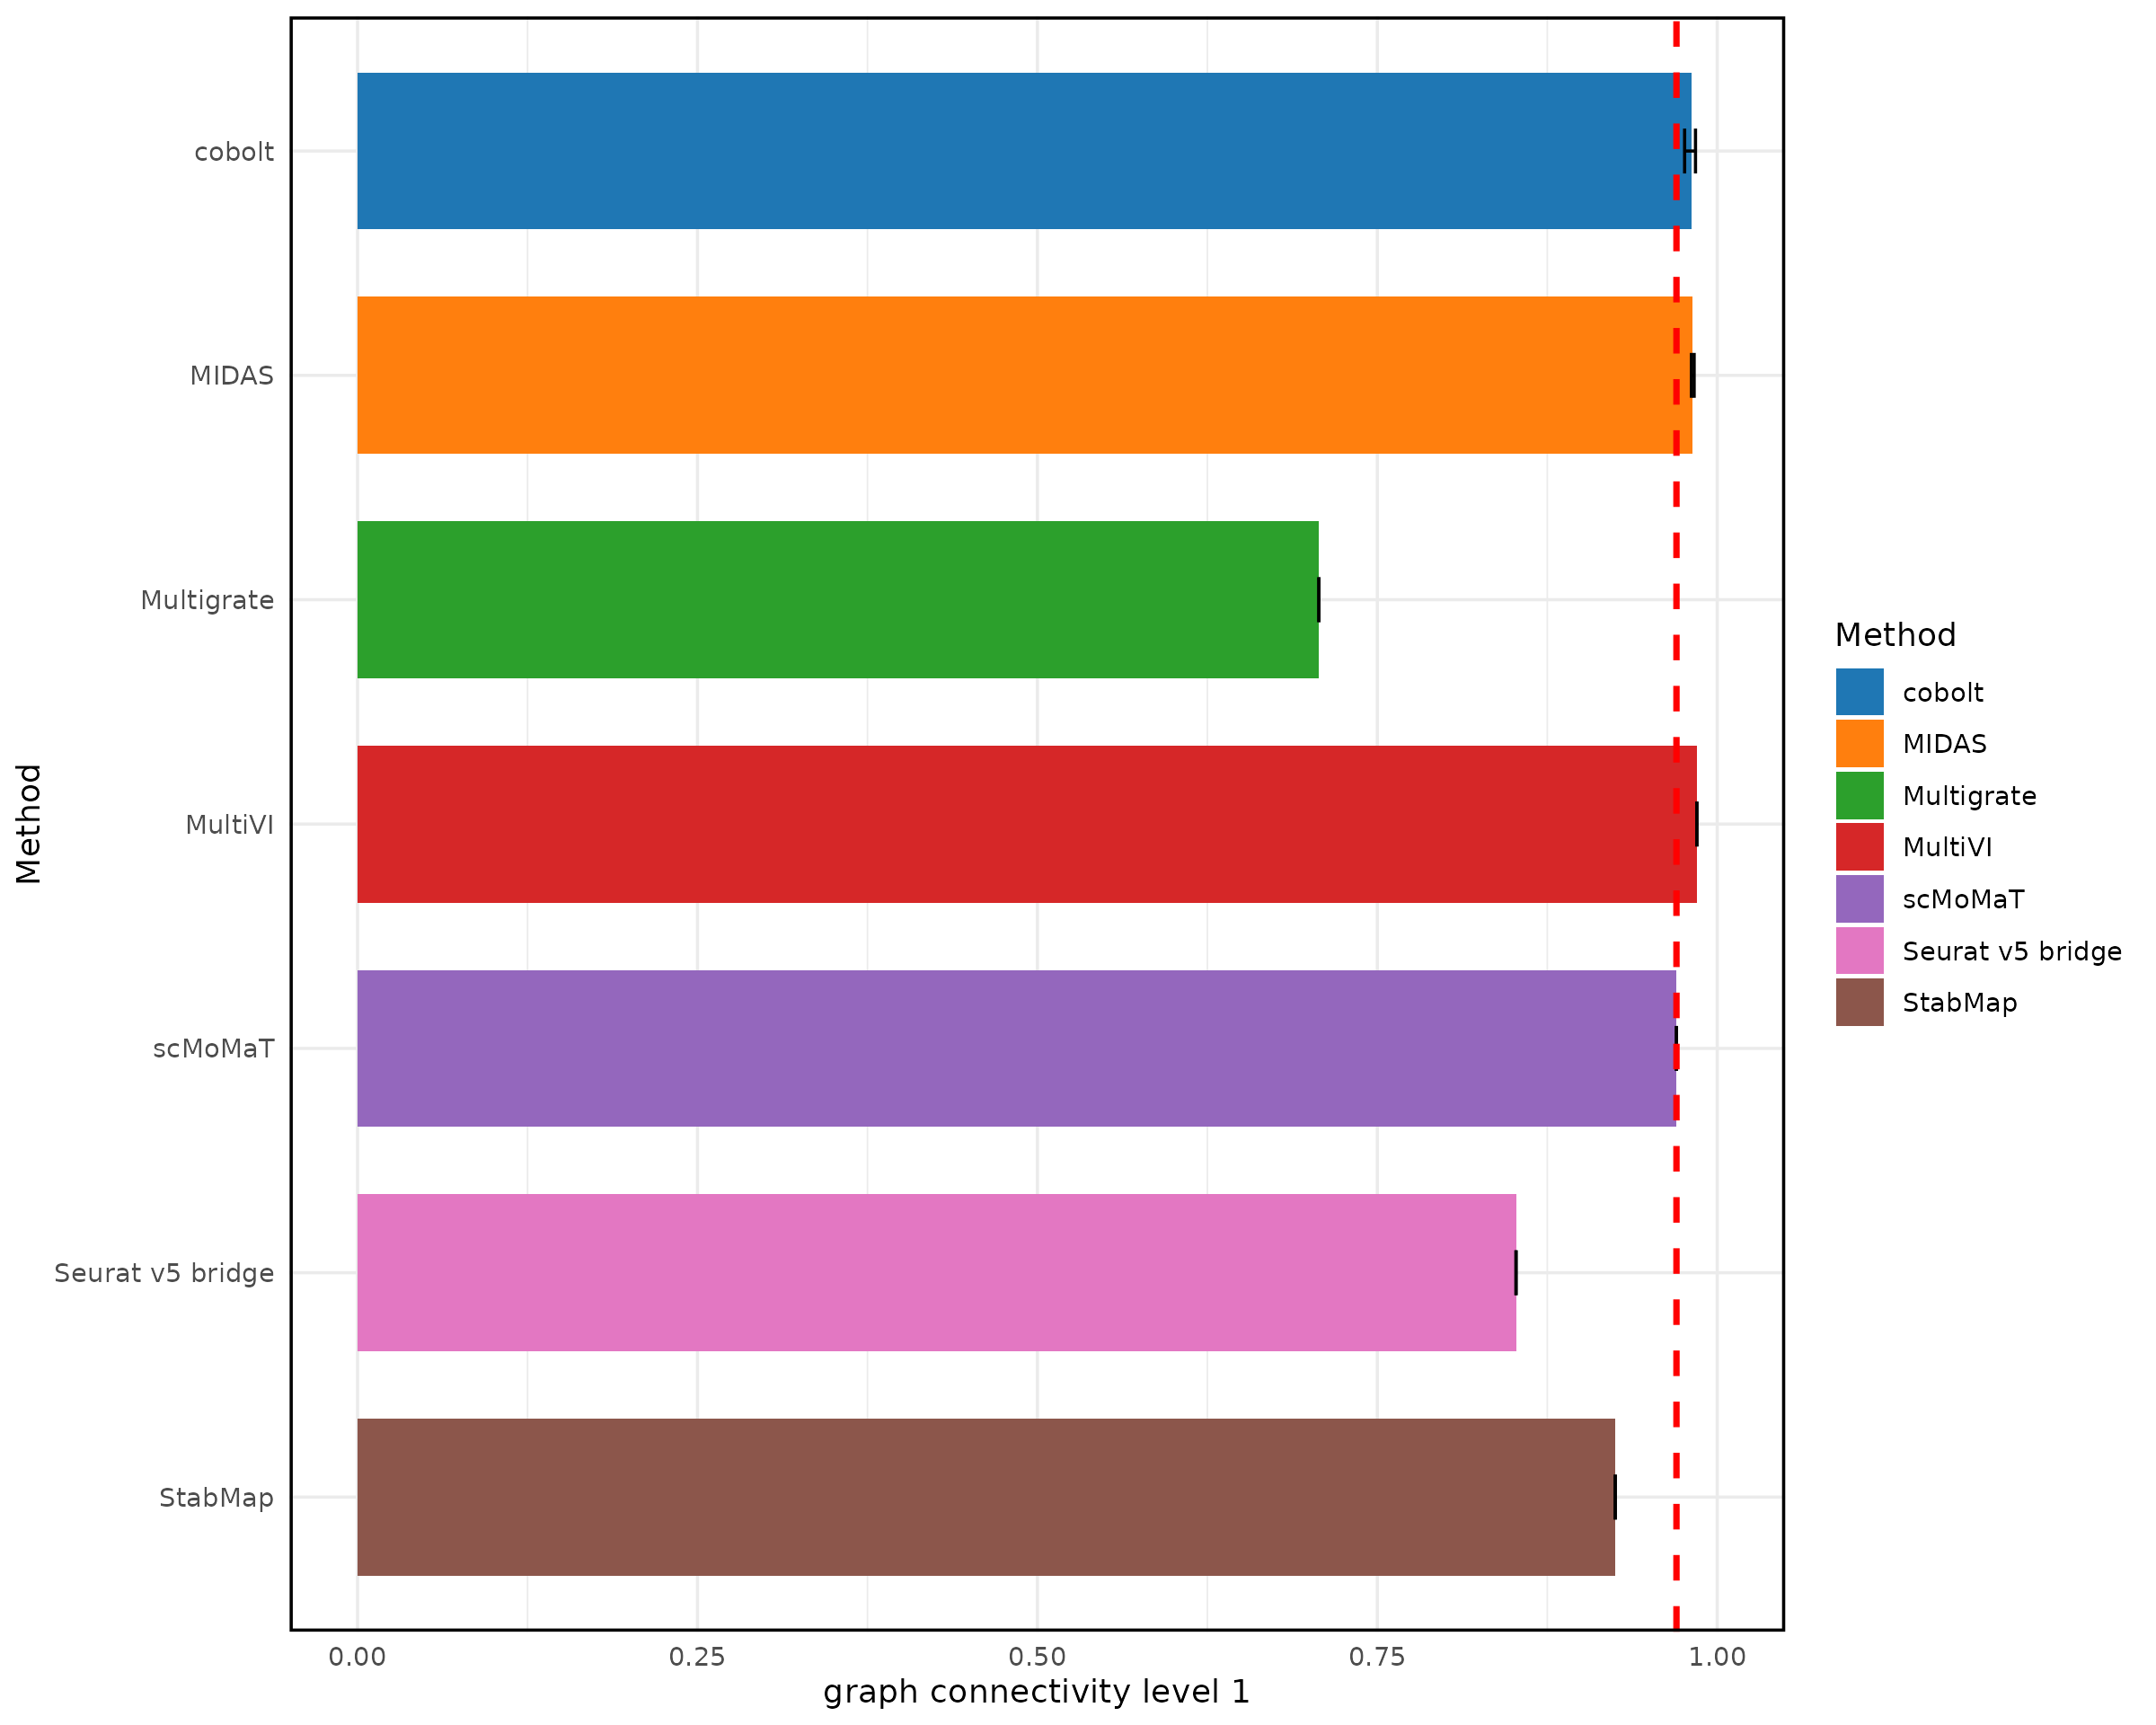 Method
cobolt
MIDAS
Multigrate
MultiVI
scMoMaT
Seurat v5 bridge
StabMap
0.00 0.25 0.50 0.75 1.00
graph connectivity level 1
Method
cobolt
MIDAS
Multigrate
MultiVI
scMoMaT
Seurat v5 bridge
StabMap